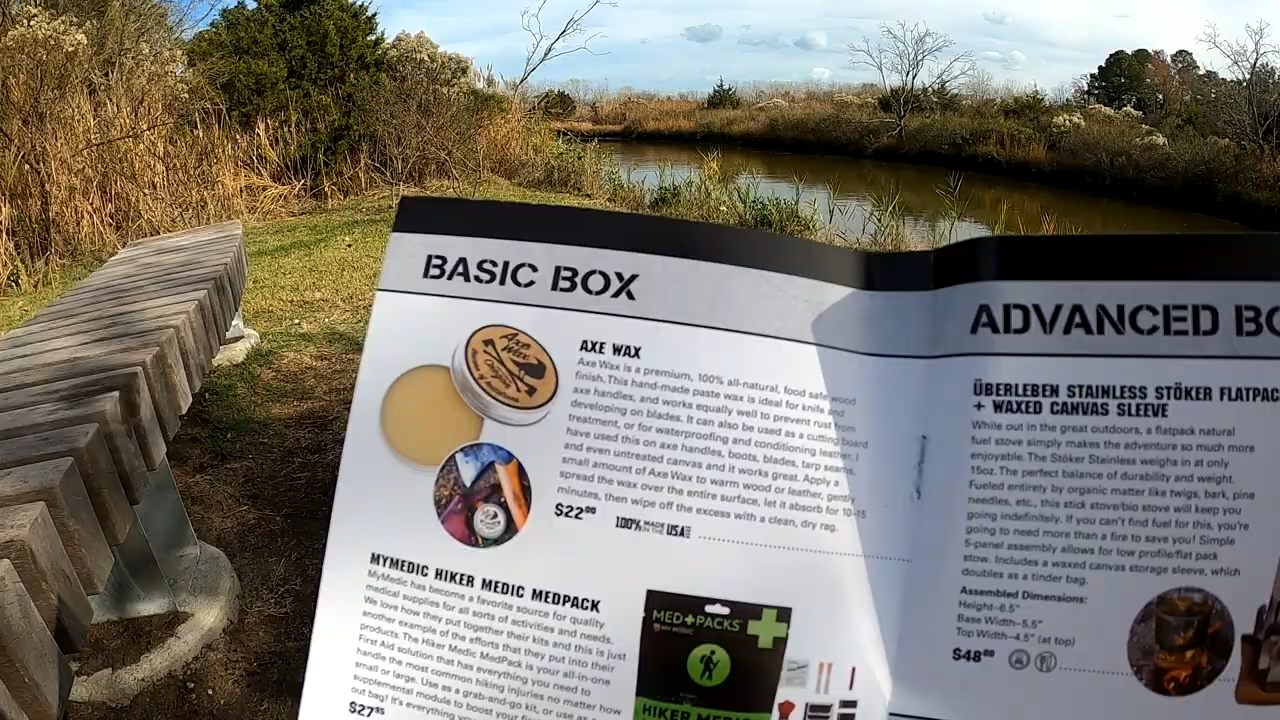 BASIC BOX
AXE WAX
Axe Wax is a premium, 100% all-natural, food safe wood
finish. This hand-made paste wax is ideal for knife and
axe handles, and works equally well to prevent rust from
developing on blades. It can also be used as a cutting board
treatment, or for waterproofing and conditioning leather. I
have used this on axe handles, boots, blades, tarp seams,
and even untreated canvas and it works great. Apply a
small amount of Axe Wax to warm wood or leather, gently
spread the wax over the entire surface, let it absorb for 10-15
minutes, then wipe off the excess with a clean, dry rag.
$22⁰⁰ 100% MADE IN THE USA
Axe
Wax
Original
MYMEDIC HIKER MEDIC MEDPACK
MyMedic has become a favorite source for quality
medical supplies for all sorts of activities and needs.
We love how they put together their kits and this is just
another example of the efforts that they put into their
products. The Hiker Medic MedPack is your all-in-one
First Aid solution that has everything you need to
handle the most common hiking injuries no matter how
small or large. Use as a grab-and-go kit, or use as
supplemental module to boost your
out bag! It's everything
$27⁹⁵
MED+PACKS
MY MEDIC
HIKER MEDIC
ADVANCED BO
ÜBERLEBEN STAINLESS STÖKER FLATPAC
+ WAXED CANVAS SLEEVE
While out in the great outdoors, a flatpack natural
fuel stove simply makes the adventure so much more
enjoyable. The Stöker Stainless weighs in at only
15oz. The perfect balance of durability and weight.
Fueled entirely by organic matter like twigs, bark, pine
needles, etc., this stick stove/bio stove will keep you
going indefinitely. If you can't find fuel for this, you're
going to need more than a fire to save you! Simple
5-panel assembly allows for low profile/flat pack
stow. Includes a waxed canvas storage sleeve, which
doubles as a tinder bag.
Assembled Dimensions:
Height~6.5"
Base Width~5.5"
Top Width~4.5" (at top)
$48⁰⁰